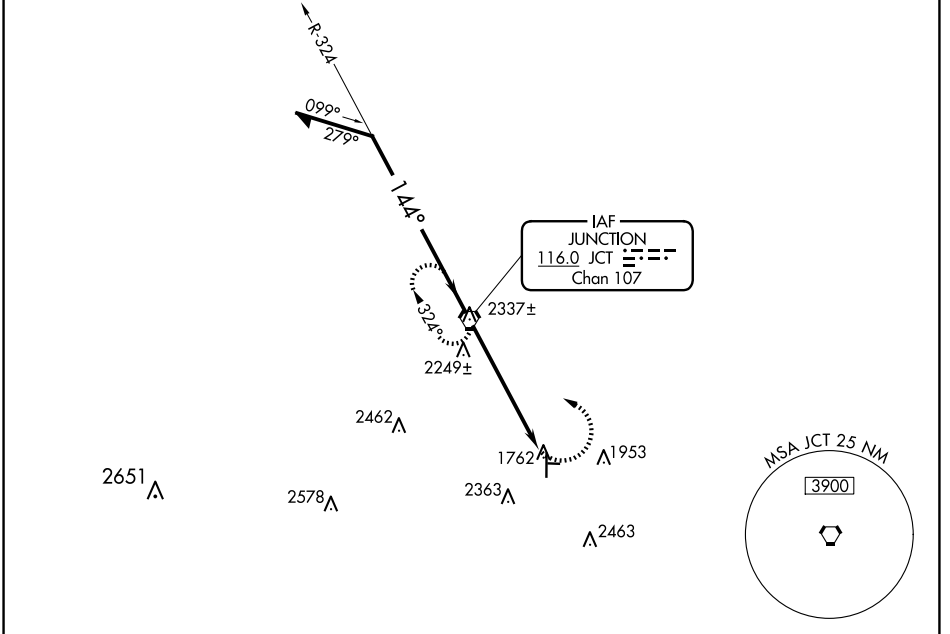 R-324
099°
279°
144°
IAF
JUNCTION
116.0 JCT
Chan 107
2337±
324°
2249±
2462
1762
1953
MSA JCT 25 NM
3900
2651
2578
2363
2463